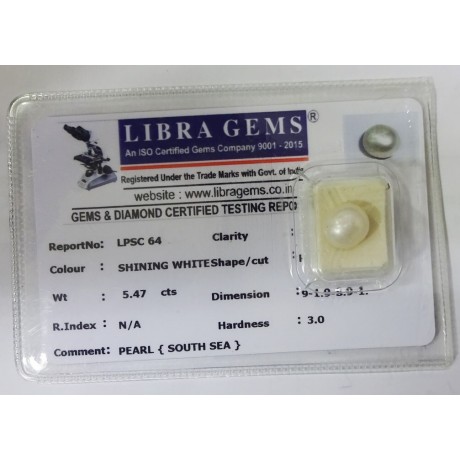 LIBRA GEMS®
An ISO Certified Gems Company 9001 - 2015
Registered Under the Trade Marks with Govt. of
website : www.libragems.co.in
GEMS & DIAMOND CERTIFIED TESTING
ReportNo: LPSC 64 Clarity :
Colour : SHINING WHITE Shape/cut :
Wt : 5.47 cts Dimension :
R.Index : N/A Hardness : 3.0
Comment: PEARL { SOUTH SEA }